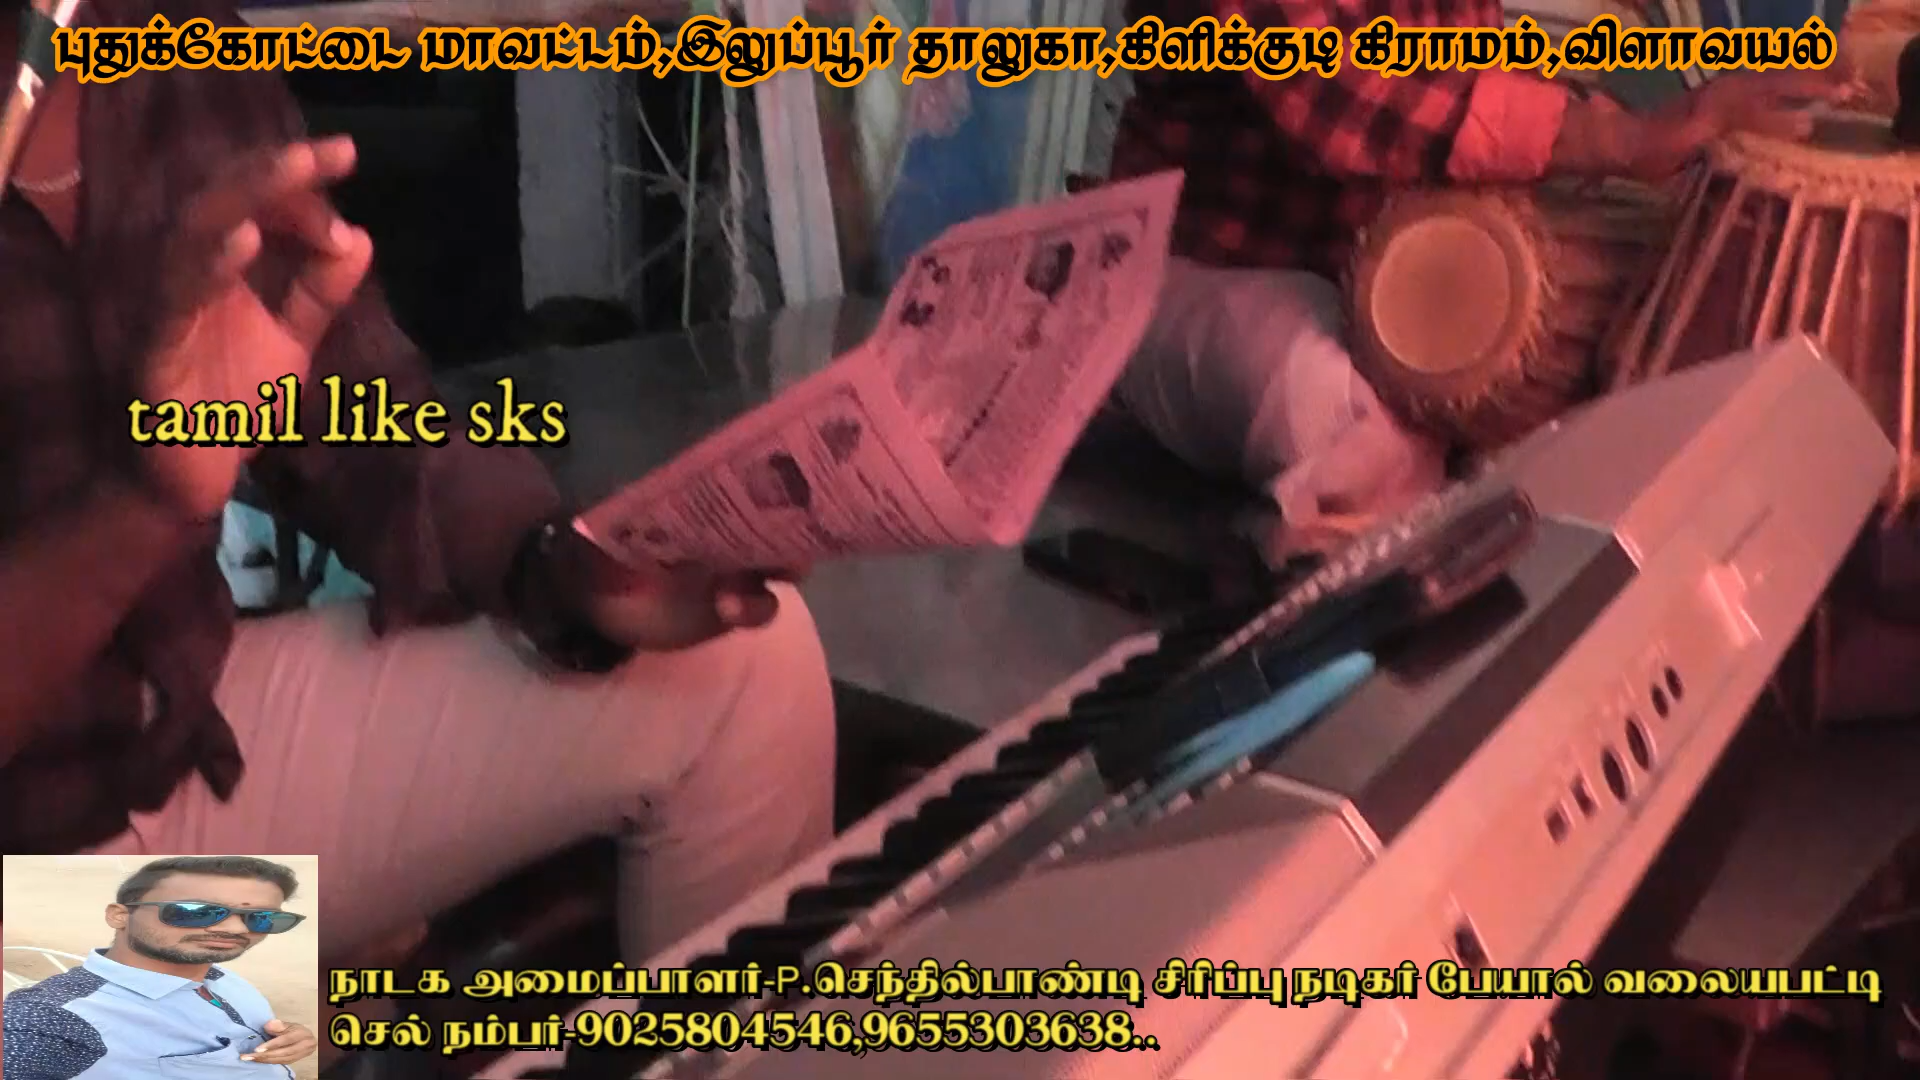 புதுக்கோட்டை மாவட்டம்,இலுப்பூர் தாலுகா,கிளிக்குடி கிராமம்,விளாவயல்
tamil like sks
நாடக அமைப்பாளர்-P.செந்தில்பாண்டி சிரிப்பு நடிகர் பேயால் வலையபட்டி
செல் நம்பர்-9025804546,9655303638..